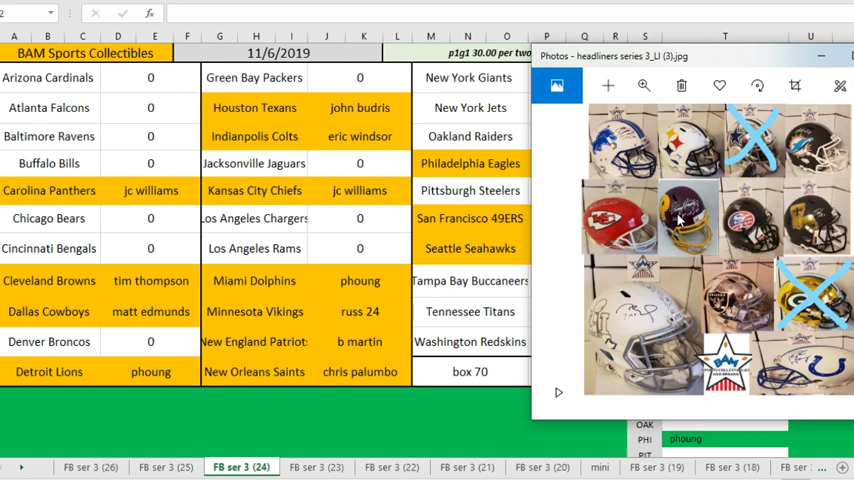 2
fx
A B C D E F G H I J K L M N O P Q R S T U
BAM Sports Collectibles 11/6/2019 p1g1 30.00 per two
Photos - headliners series 3_LI (3).jpg
Arizona Cardinals 0 Green Bay Packers 0 New York Giants
Atlanta Falcons 0 Houston Texans john budris New York Jets
Baltimore Ravens 0 Indianpolis Colts eric windsor Oakland Raiders
Buffalo Bills 0 Jacksonville Jaguars 0 Philadelphia Eagles
Carolina Panthers jc williams Kansas City Chiefs jc williams Pittsburgh Steelers
Chicago Bears 0 Los Angeles Chargers 0 San Francisco 49ERS
Cincinnati Bengals 0 Los Angeles Rams 0 Seattle Seahawks
Cleveland Browns tim thompson Miami Dolphins phoung Tampa Bay Buccaneers
Dallas Cowboys matt edmunds Minnesota Vikings russ 24 Tennessee Titans
Denver Broncos 0 New England Patriots b martin Washington Redskins
Detroit Lions phoung New Orleans Saints chris palumbo box 70
BAM
OAK
PHI phoung
PIT
FB ser 3 (26) FB ser 3 (25) FB ser 3 (24) FB ser 3 (23) FB ser 3 (22) FB ser 3 (21) FB ser 3 (20) mini FB ser 3 (19) FB ser 3 (18) FB ser : ...